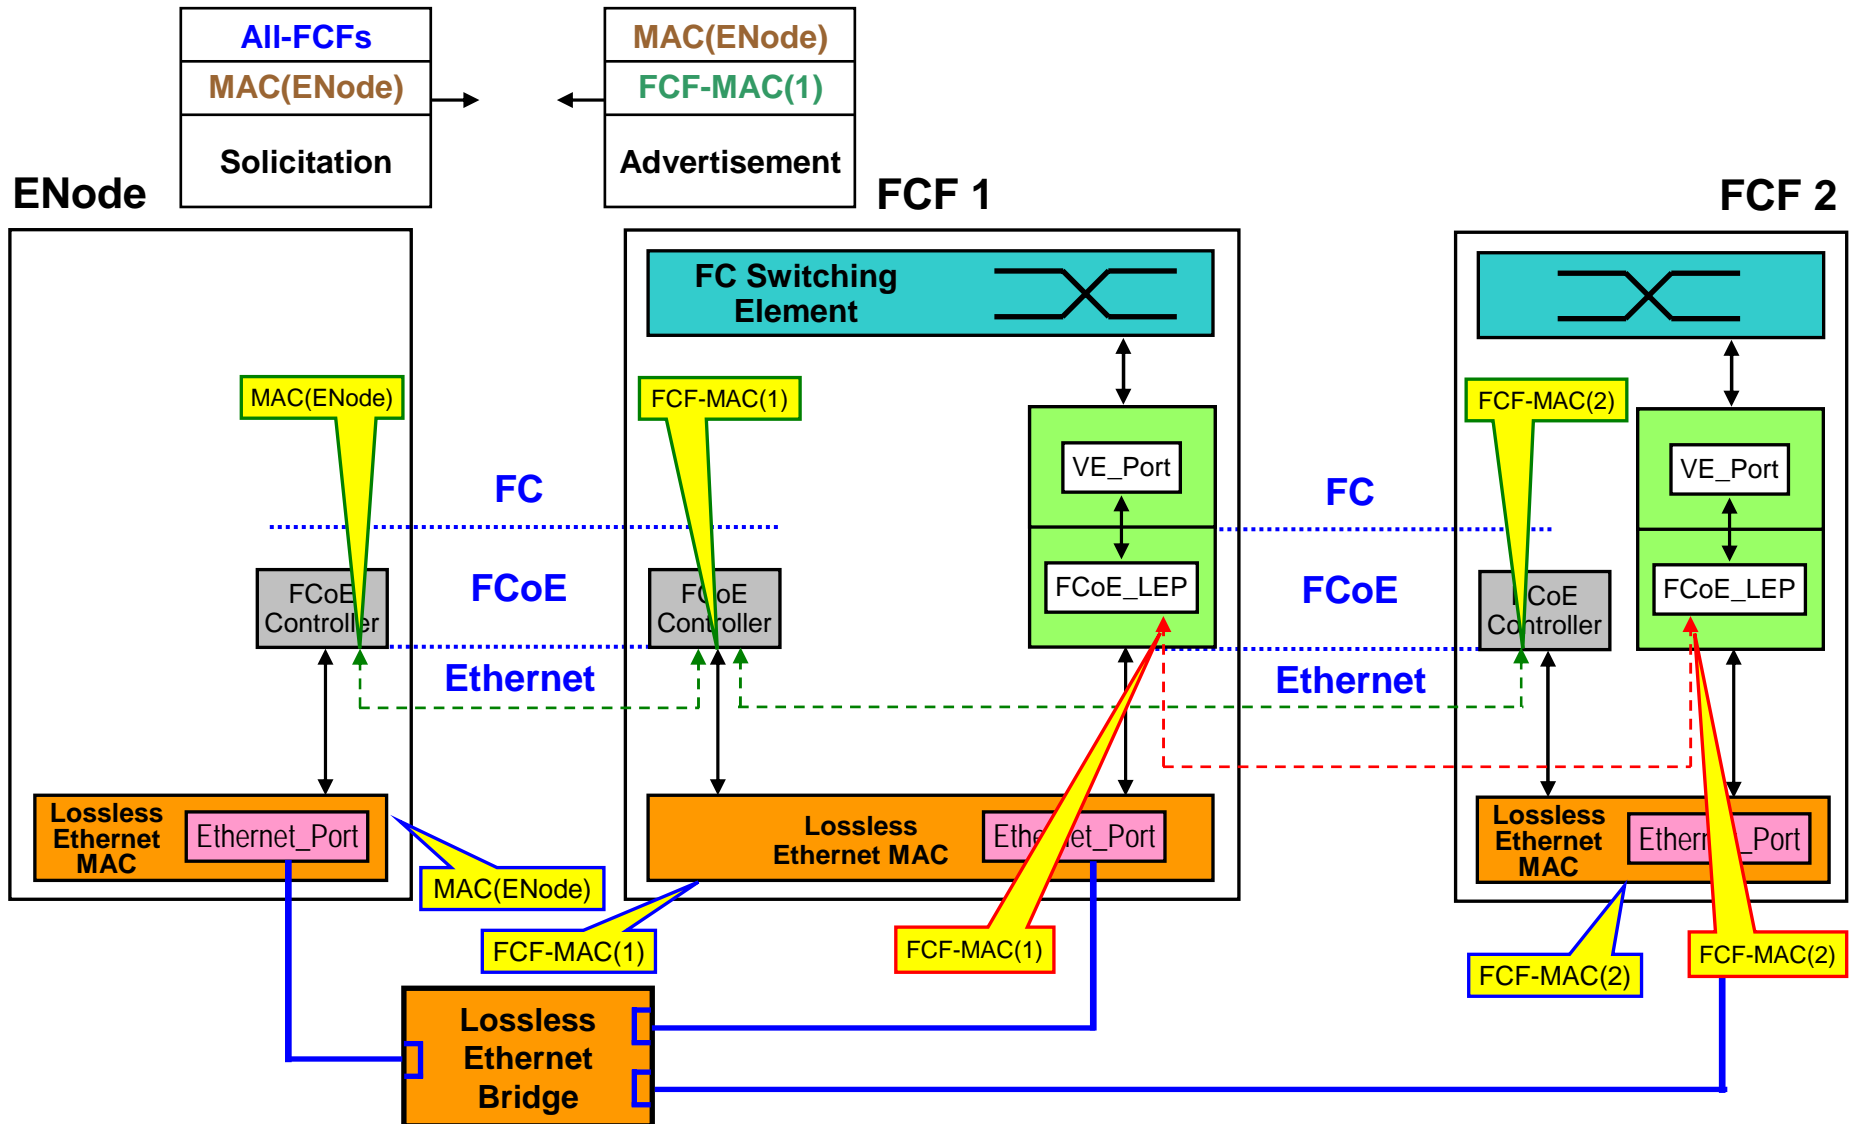 All-FCFs
MAC(ENode)
Solicitation
MAC(ENode)
FCF-MAC(1)
Advertisement
ENode
FCF 1
FCF 2
FC Switching
Element
MAC(ENode)
FCF-MAC(1)
FCF-MAC(2)
VE_Port
VE_Port
FC
FC
FCoE
Controller
FCoE
FCoE
Controller
FCoE_LEP
FCoE
FCoE
Controller
FCoE_LEP
Ethernet
Ethernet
Lossless
Ethernet
MAC
Ethernet_Port
Lossless
Ethernet MAC
Ethernet_Port
Lossless
Ethernet
MAC
Ethernet_Port
MAC(ENode)
FCF-MAC(1)
FCF-MAC(1)
FCF-MAC(2)
FCF-MAC(2)
Lossless
Ethernet
Bridge